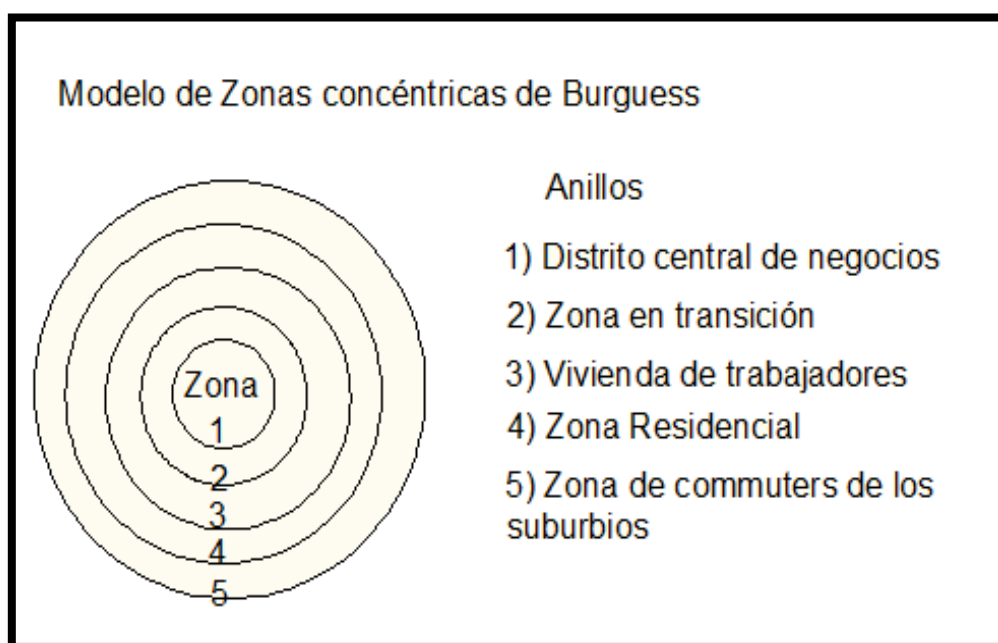 Modelo de Zonas concéntricas de Burguess
Zona
1
2
3
4
5
Anillos
1) Distrito central de negocios
2) Zona en transición
3) Vivienda de trabajadores
4) Zona Residencial
5) Zona de commuters de los
suburbios